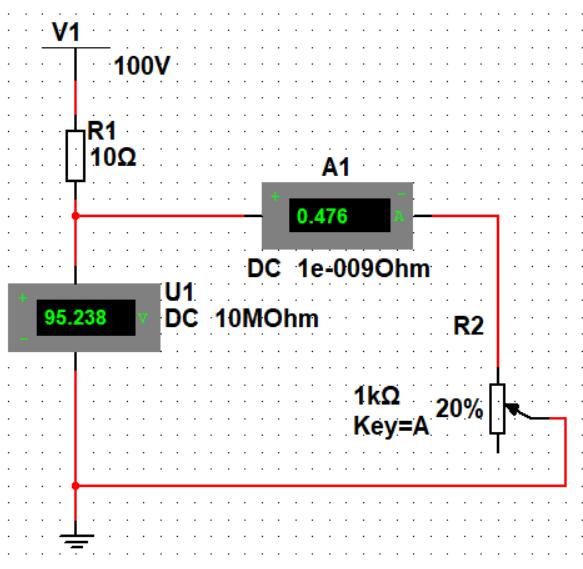 V1
100V
R1
10Ω
A1
+ −
0.476 A
DC 1e-009Ohm
U1
+
95.238 V
−
DC 10MOhm
R2
1kΩ
20%
Key=A